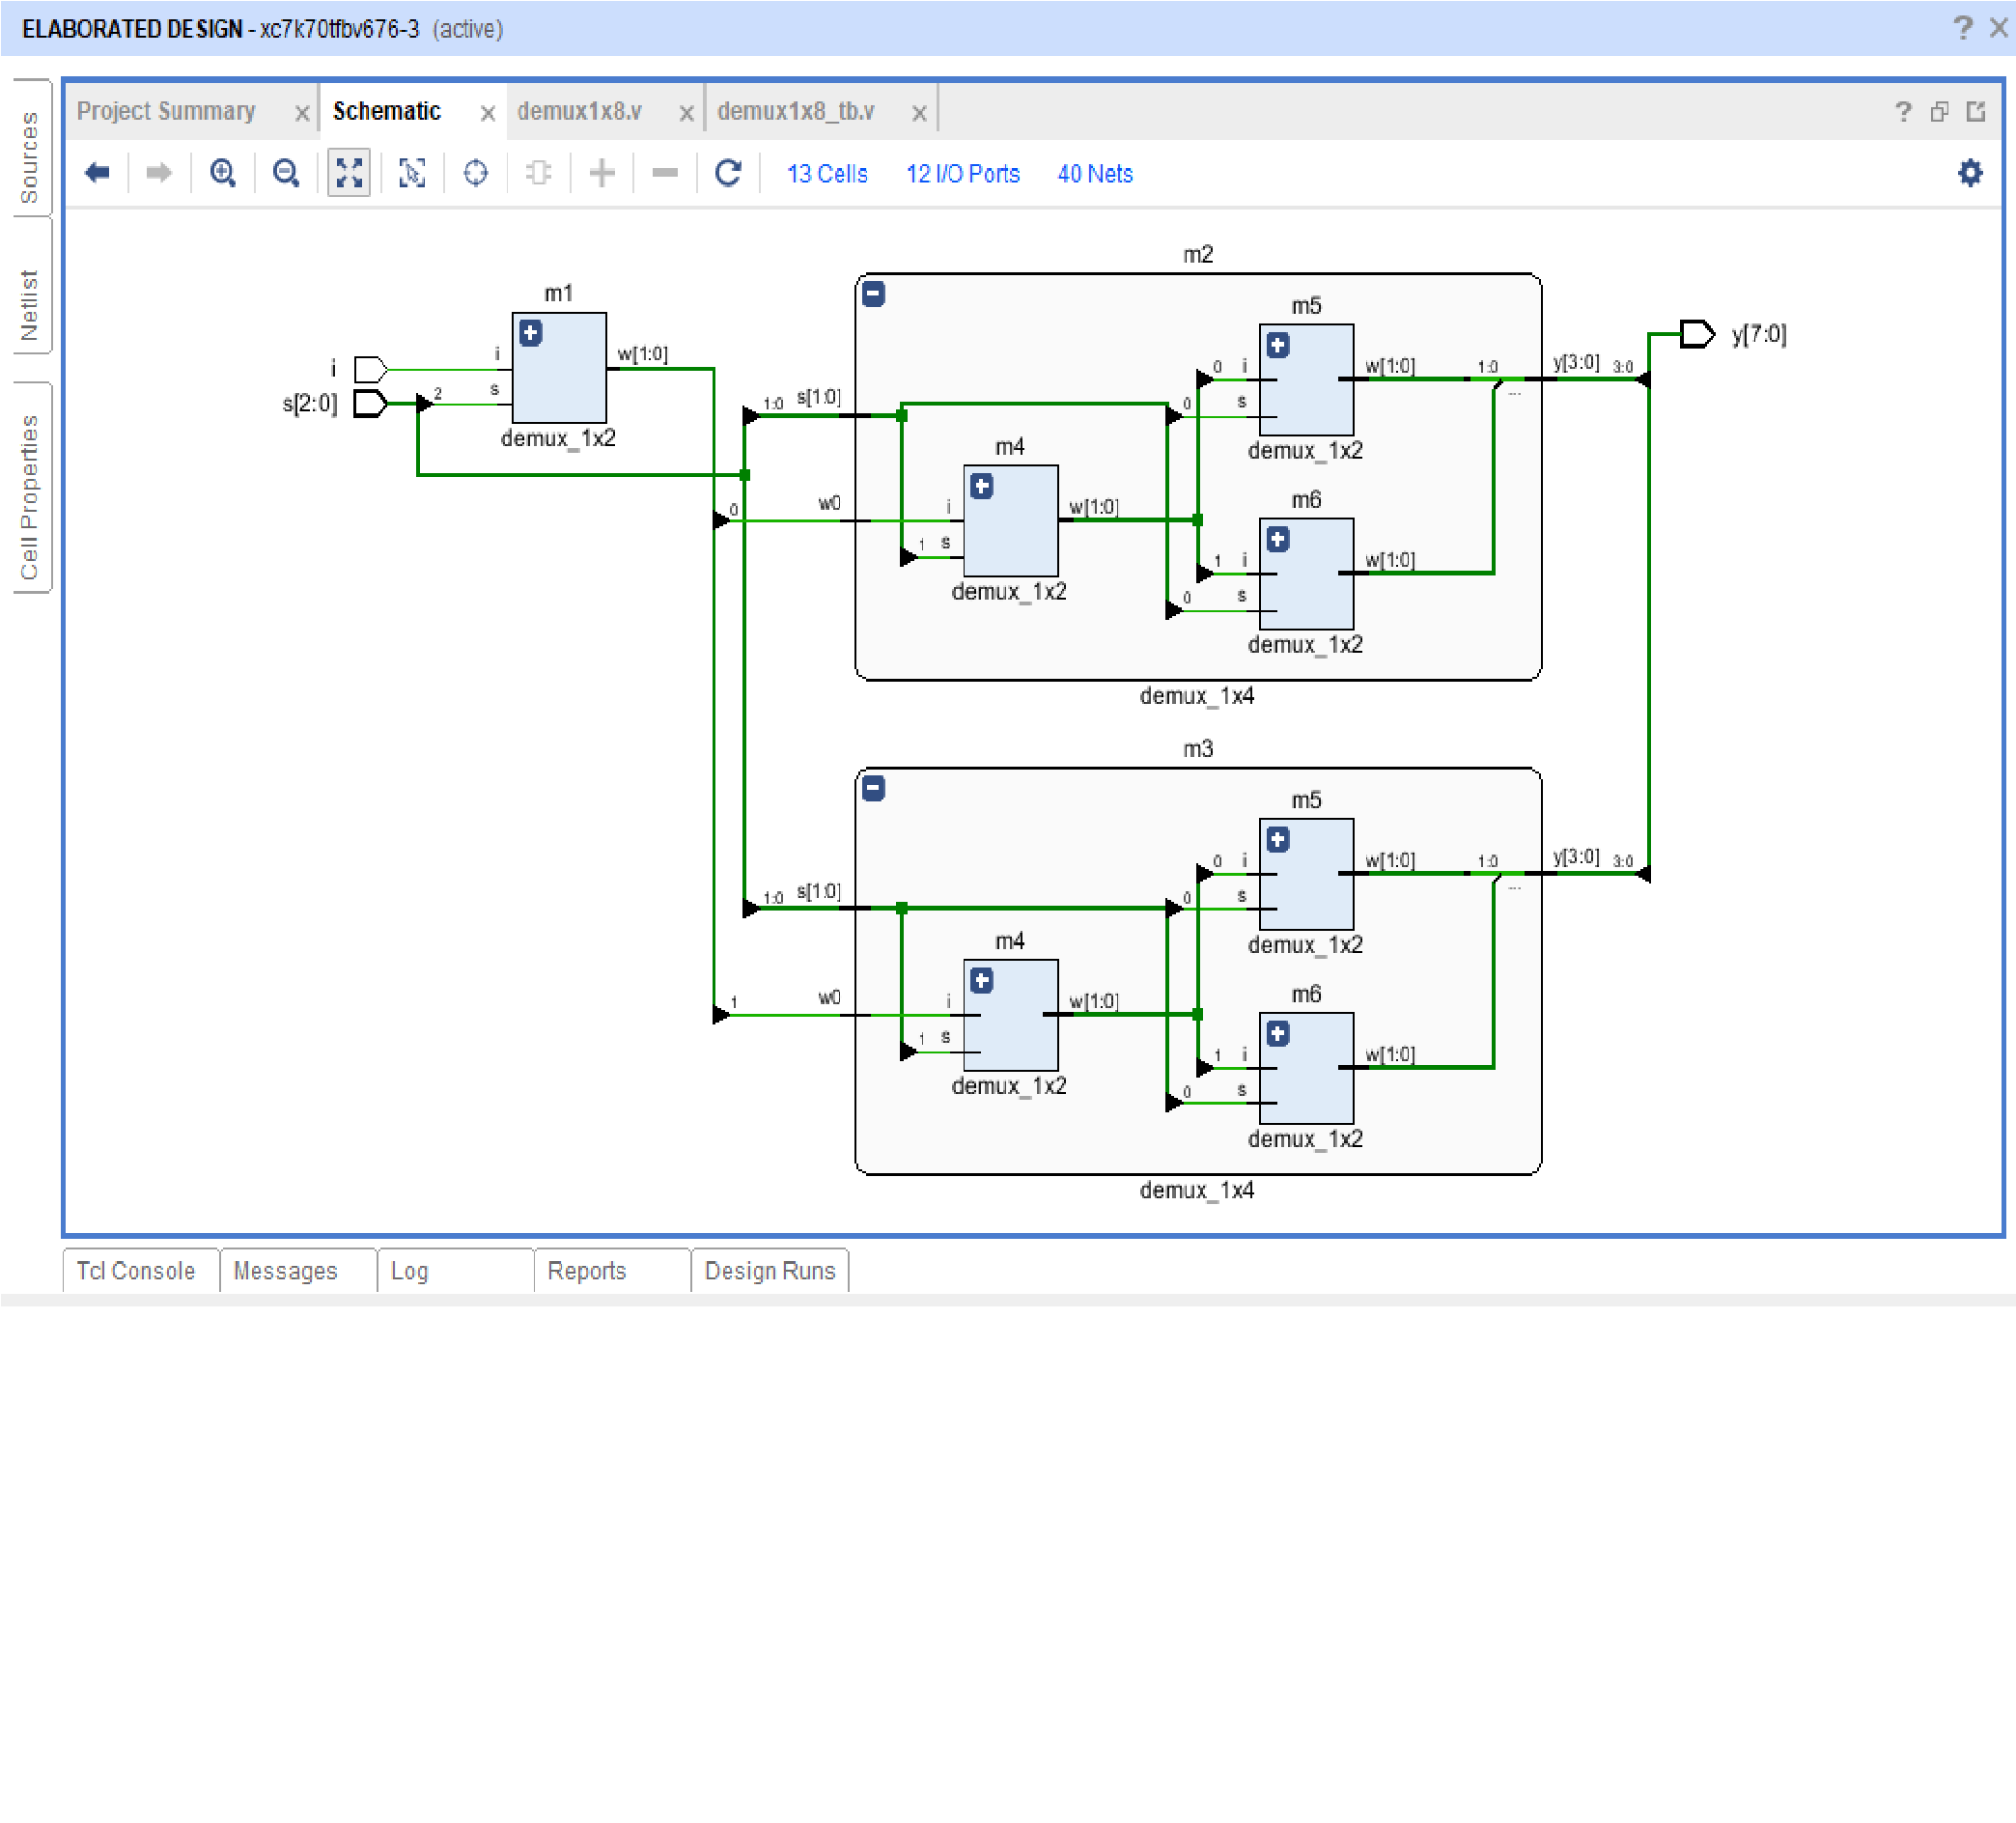 ELABORATED DESIGN - xc7k70tfbv676-3 (active)
Sources
Netlist
Cell Properties
Project Summary
Schematic
demux1x8.v
demux1x8_tb.v
13 Cells 12 I/O Ports 40 Nets
m1
i
s[2:0]
2
i
s
w[1:0]
demux_1x2
m2
1:0 s[1:0]
0 w0
m4
i
1 s
w[1:0]
demux_1x2
m5
0 i
0 s
w[1:0]
demux_1x2
m6
1 i
0 s
w[1:0]
demux_1x2
1:0
...
y[3:0] 3:0
y[7:0]
demux_1x4
m3
1:0 s[1:0]
1 w0
m4
i
1 s
w[1:0]
demux_1x2
m5
0 i
0 s
w[1:0]
demux_1x2
m6
1 i
0 s
w[1:0]
demux_1x2
1:0
...
y[3:0] 3:0
demux_1x4
Tcl Console
Messages
Log
Reports
Design Runs